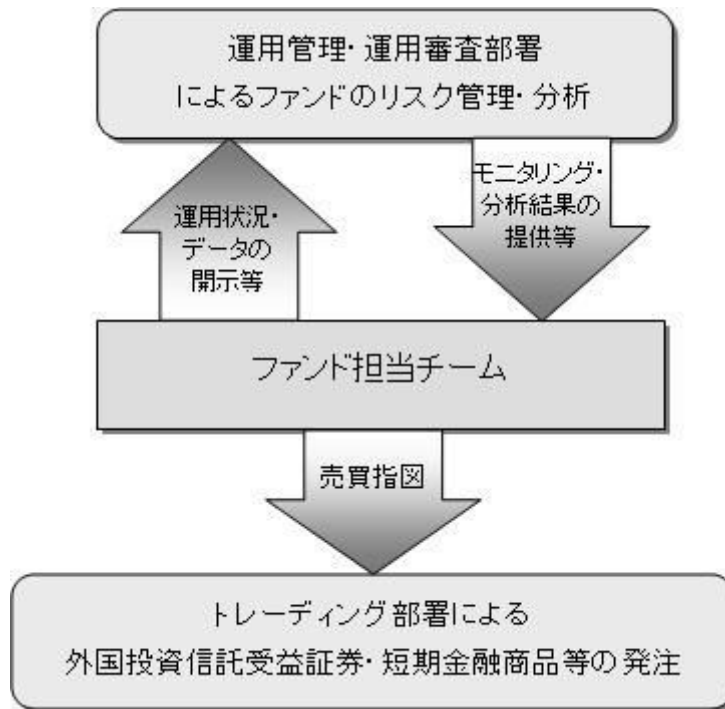 運用管理・運用審査部署
によるファンドのリスク管理・分析
運用状況・
データの
開示等
モニタリング・
分析結果の
提供等
ファンド担当チーム
売買指図
トレーディング部署による
外国投資信託受益証券・短期金融商品等の発注